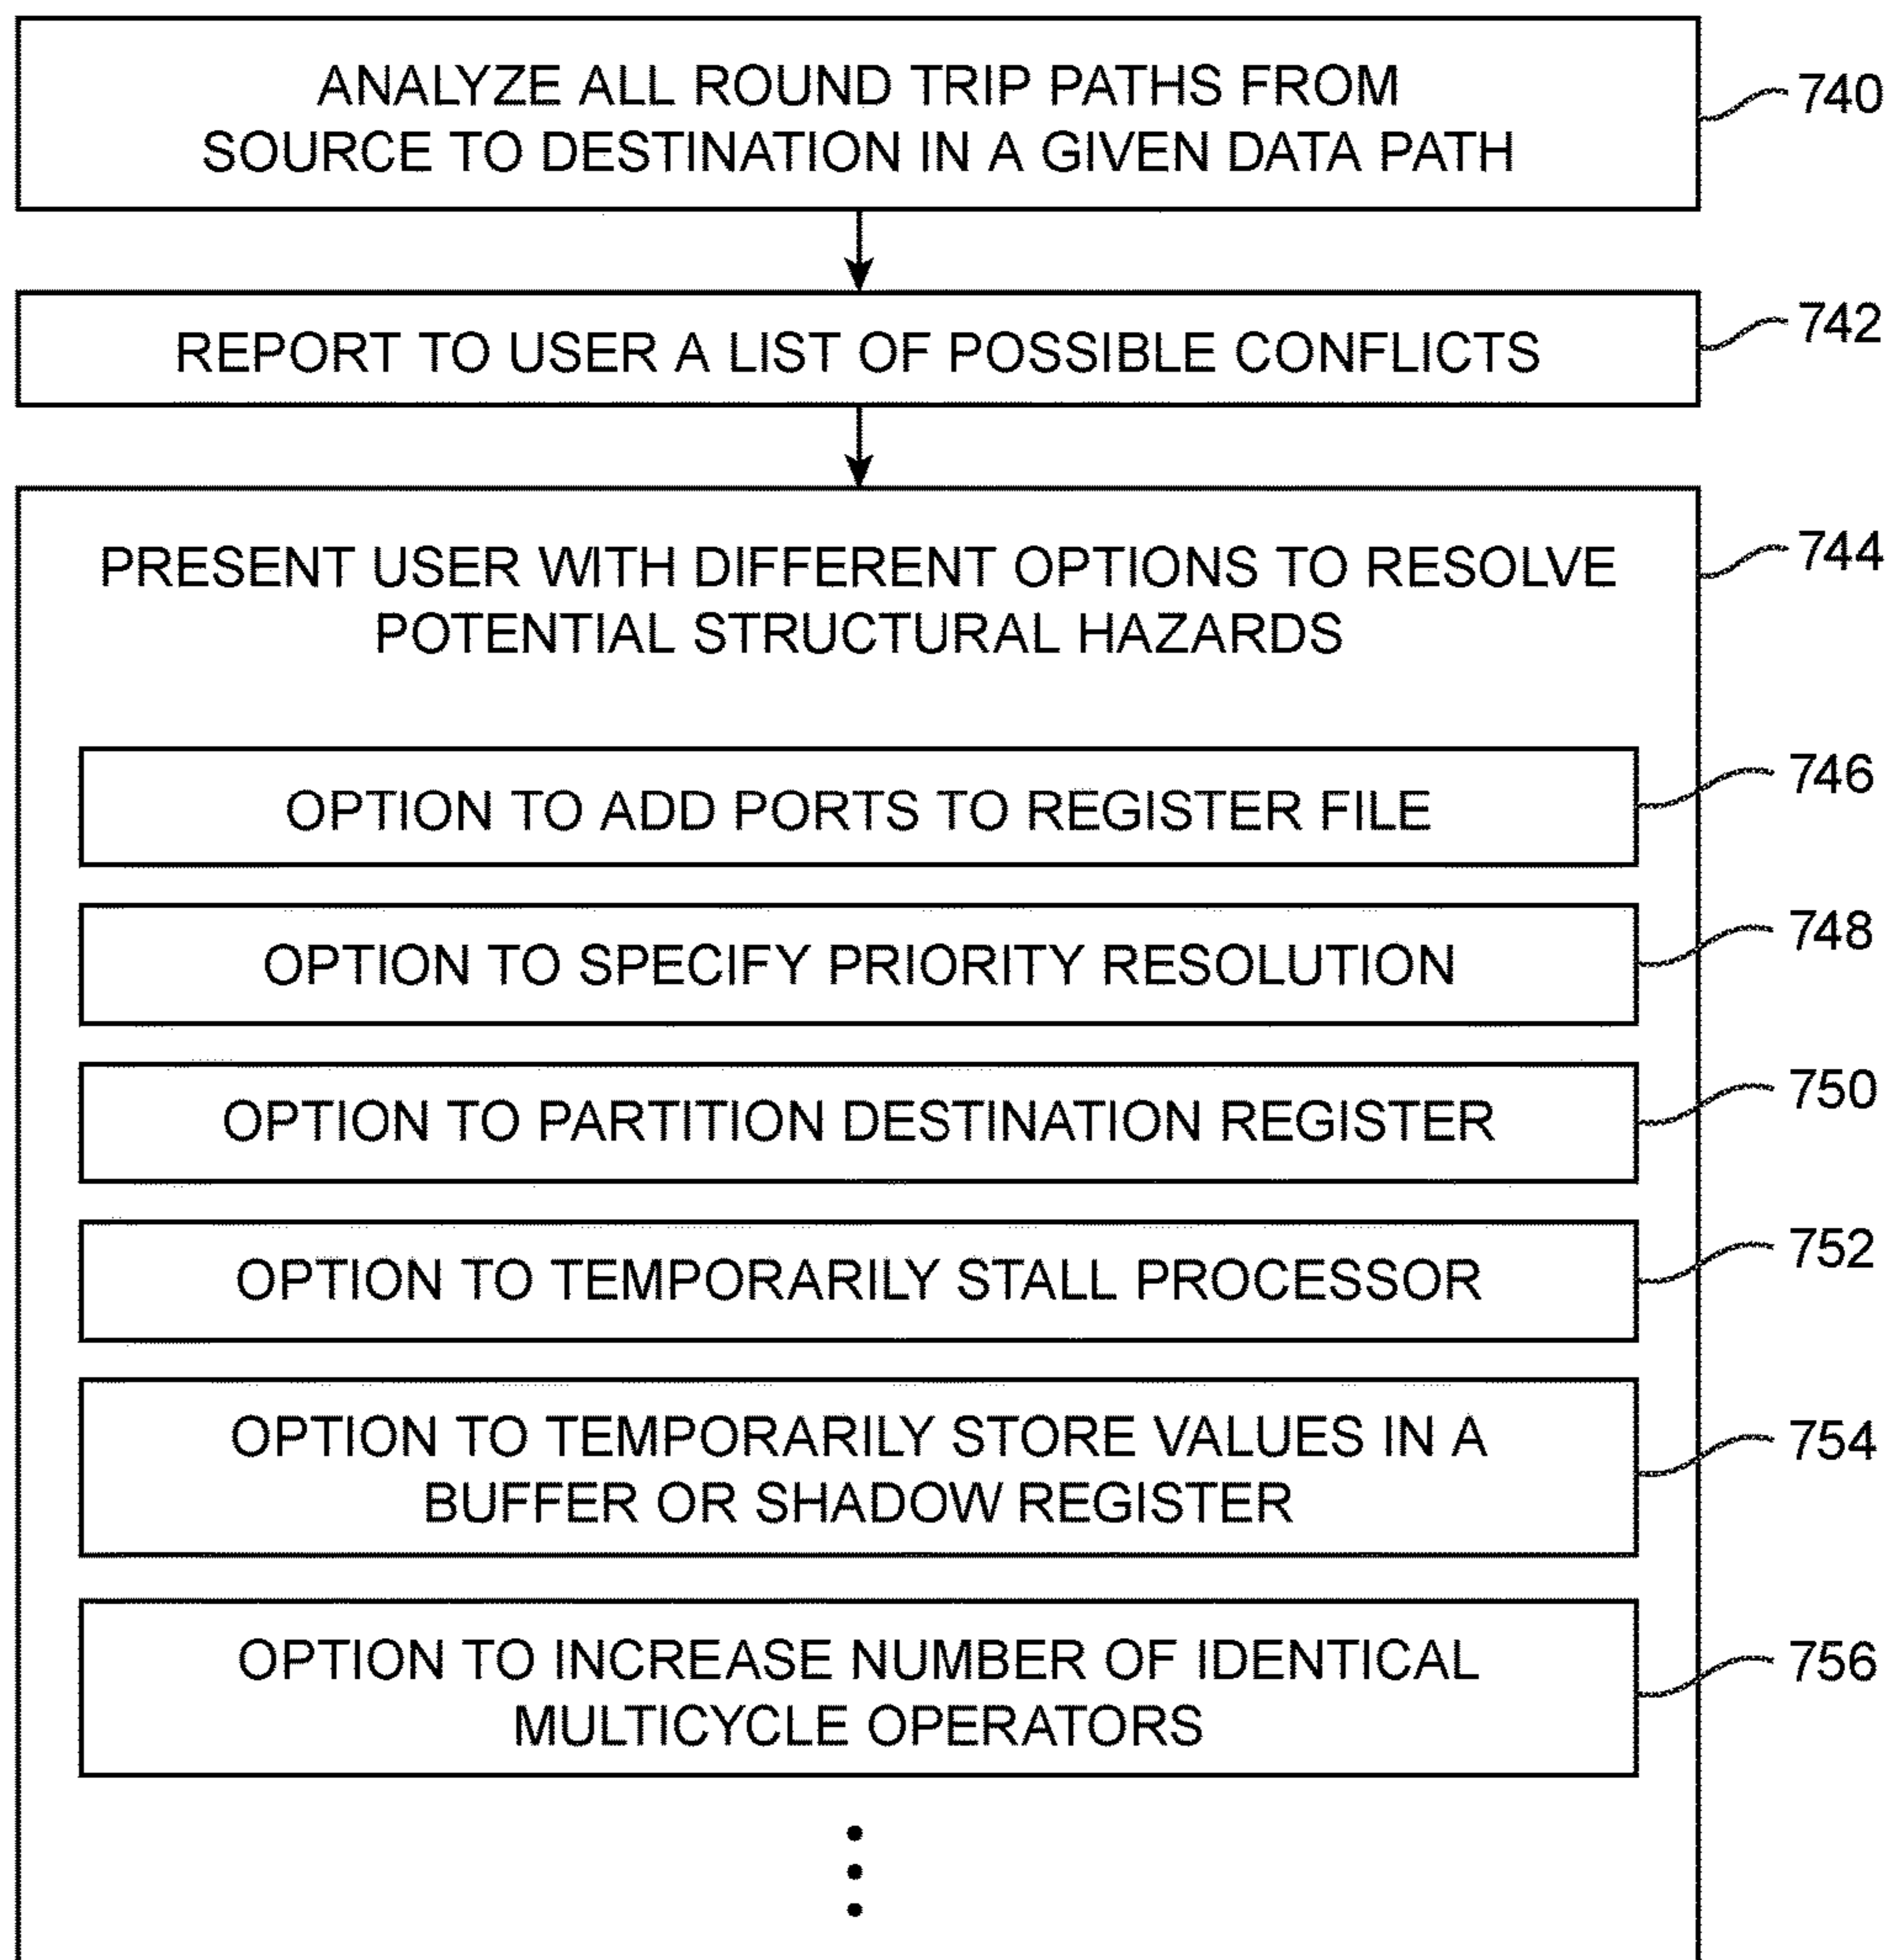 ANALYZE ALL ROUND TRIP PATHS FROM
SOURCE TO DESTINATION IN A GIVEN DATA PATH
740
REPORT TO USER A LIST OF POSSIBLE CONFLICTS
742
PRESENT USER WITH DIFFERENT OPTIONS TO RESOLVE
POTENTIAL STRUCTURAL HAZARDS
744
OPTION TO ADD PORTS TO REGISTER FILE
746
OPTION TO SPECIFY PRIORITY RESOLUTION
748
OPTION TO PARTITION DESTINATION REGISTER
750
OPTION TO TEMPORARILY STALL PROCESSOR
752
OPTION TO TEMPORARILY STORE VALUES IN A
BUFFER OR SHADOW REGISTER
754
OPTION TO INCREASE NUMBER OF IDENTICAL
MULTICYCLE OPERATORS
756